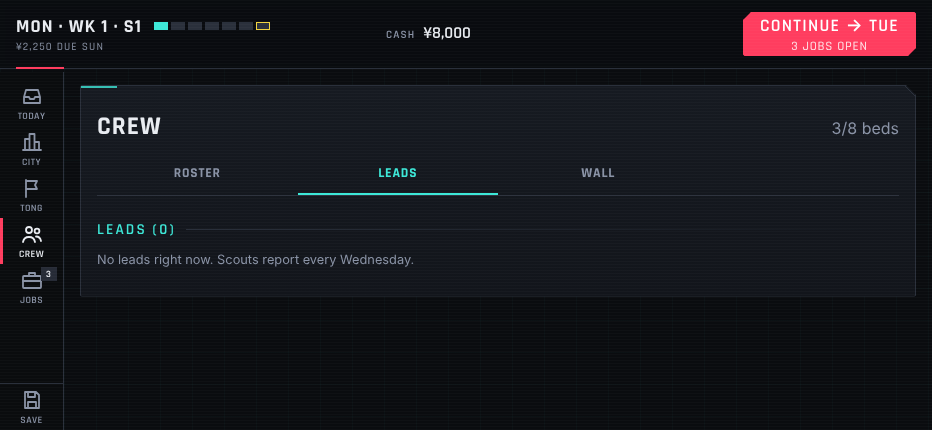 MON · WK 1 · S1
¥2,250 DUE SUN
CASH ¥8,000
CONTINUE → TUE
3 JOBS OPEN
TODAY
CITY
TONG
CREW
3
JOBS
SAVE
CREW
3/8 beds
ROSTER LEADS WALL
LEADS (0)
No leads right now. Scouts report every Wednesday.